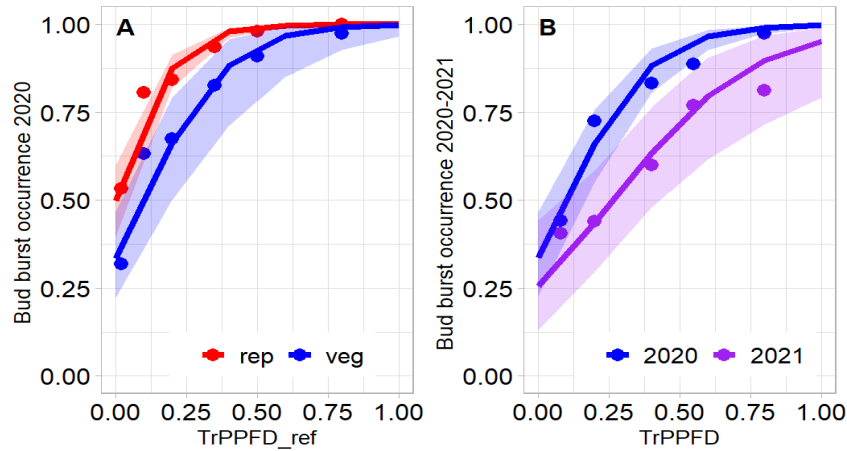 A
Bud burst occurrence 2020
1.00
0.75
0.50
0.25
0.00
rep veg
0.00 0.25 0.50 0.75 1.00
TrPPFD_ref
B
Bud burst occurrence 2020-2021
1.00
0.75
0.50
0.25
0.00
2020 2021
0.00 0.25 0.50 0.75 1.00
TrPPFD